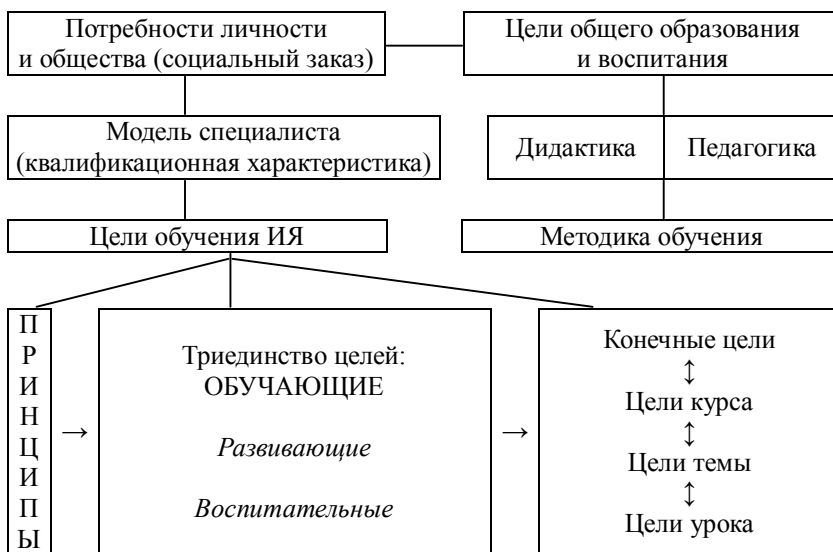 Потребности личности
и общества (социальный заказ)
Цели общего образования
и воспитания
Модель специалиста
(квалификационная характеристика)
Дидактика
Педагогика
Цели обучения ИЯ
Методика обучения
П
Р
И
Н
Ц
И
П
Ы
→
Триединство целей:
ОБУЧАЮЩИЕ
Развивающие
Воспитательные
→
Конечные цели
↕
Цели курса
↕
Цели темы
↕
Цели урока